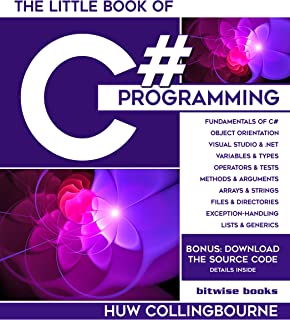 THE LITTLE BOOK OF
C#
PROGRAMMING
FUNDAMENTALS OF C#
OBJECT ORIENTATION
VISUAL STUDIO & .NET
VARIABLES & TYPES
OPERATORS & TESTS
METHODS & ARGUMENTS
ARRAYS & STRINGS
FILES & DIRECTORIES
EXCEPTION-HANDLING
LISTS & GENERICS
BONUS: DOWNLOAD
THE SOURCE CODE
DETAILS INSIDE
bitwise books
HUW COLLINGBOURNE